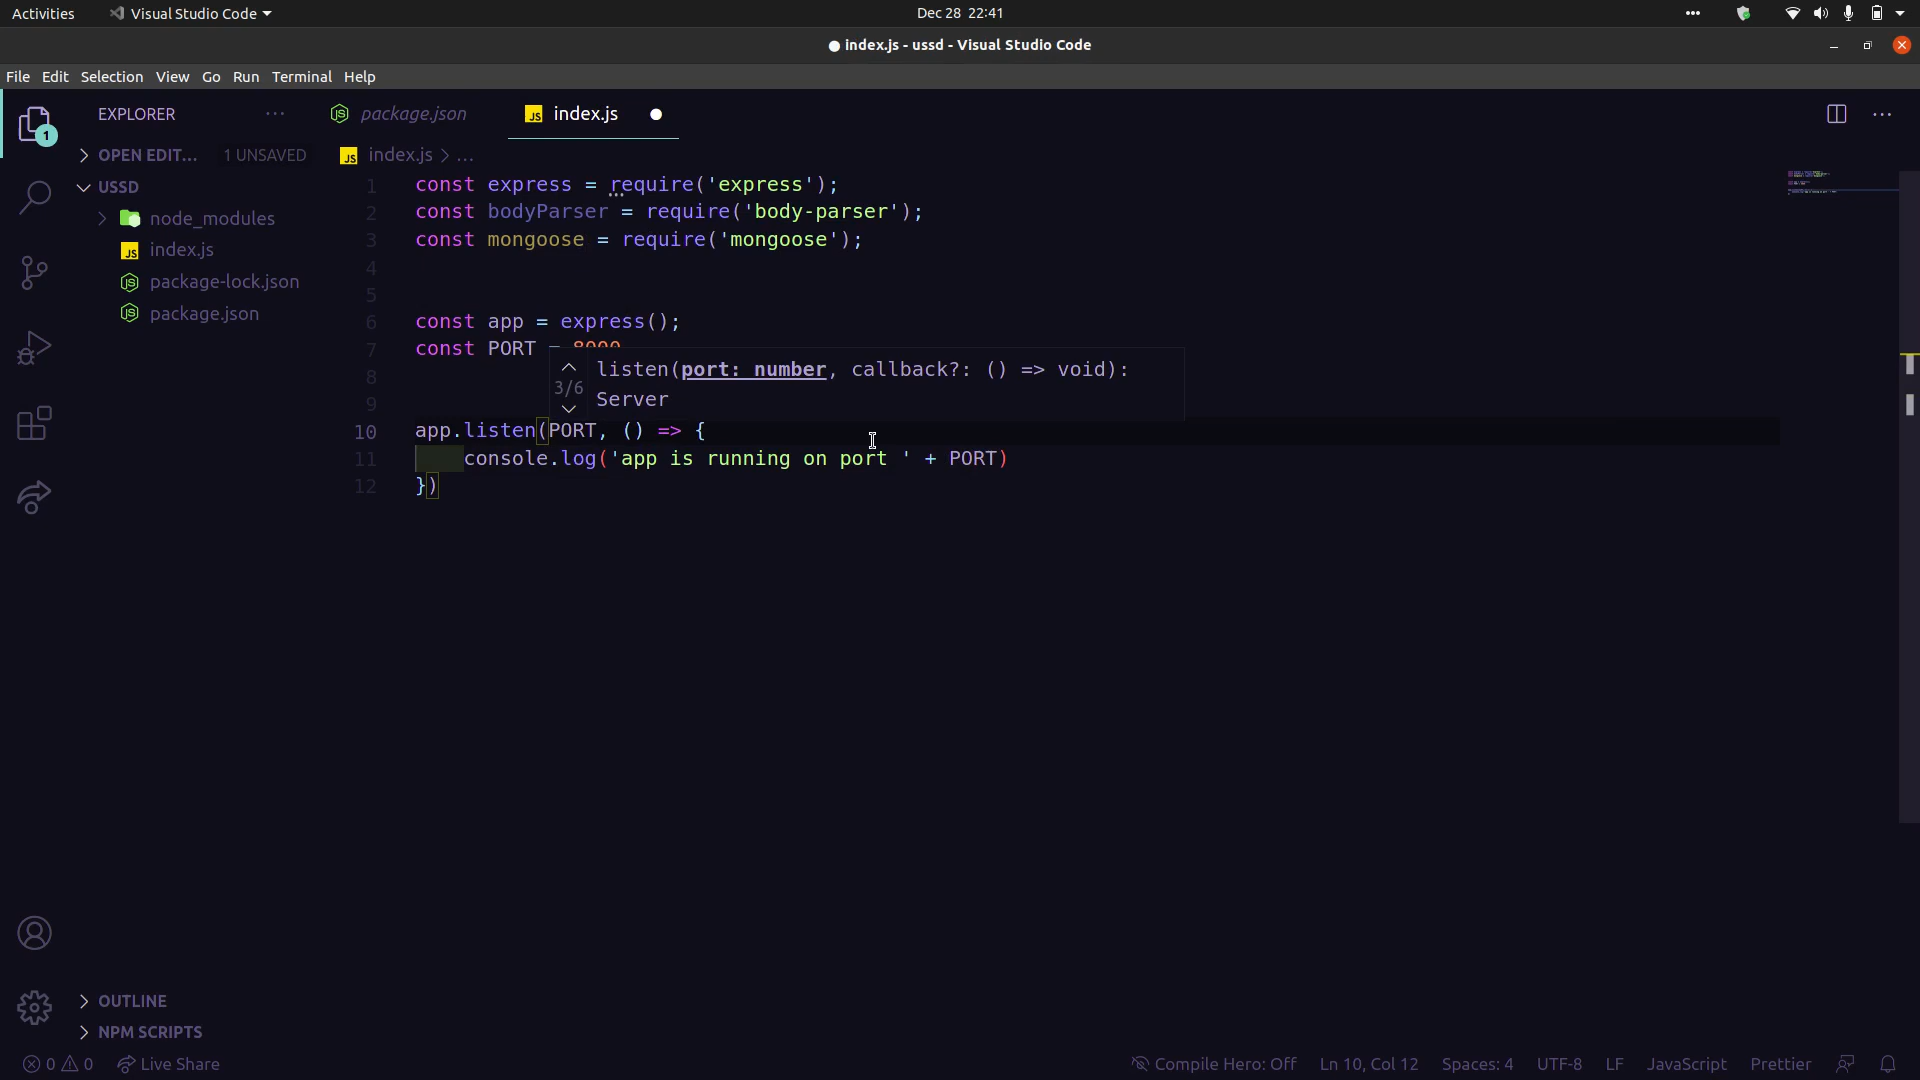 Activities
Visual Studio Code
Dec 28 22:41
● index.js - ussd - Visual Studio Code
File Edit Selection View Go Run Terminal Help
1
EXPLORER
OPEN EDIT... 1 UNSAVED
USSD
node_modules
JS index.js
package-lock.json
package.json
OUTLINE
NPM SCRIPTS
package.json
JS index.js
JS index.js > ...
1 const express = require('express');
2 const bodyParser = require('body-parser');
3 const mongoose = require('mongoose');
4
5
6 const app = express();
7 const PORT = 8000
3/6 listen(port: number, callback?: () => void):
Server
8
9
10 app.listen(PORT, () => {
11 console.log('app is running on port ' + PORT)
12 })
0 0 Live Share
Compile Hero: Off Ln 10, Col 12 Spaces: 4 UTF-8 LF JavaScript Prettier